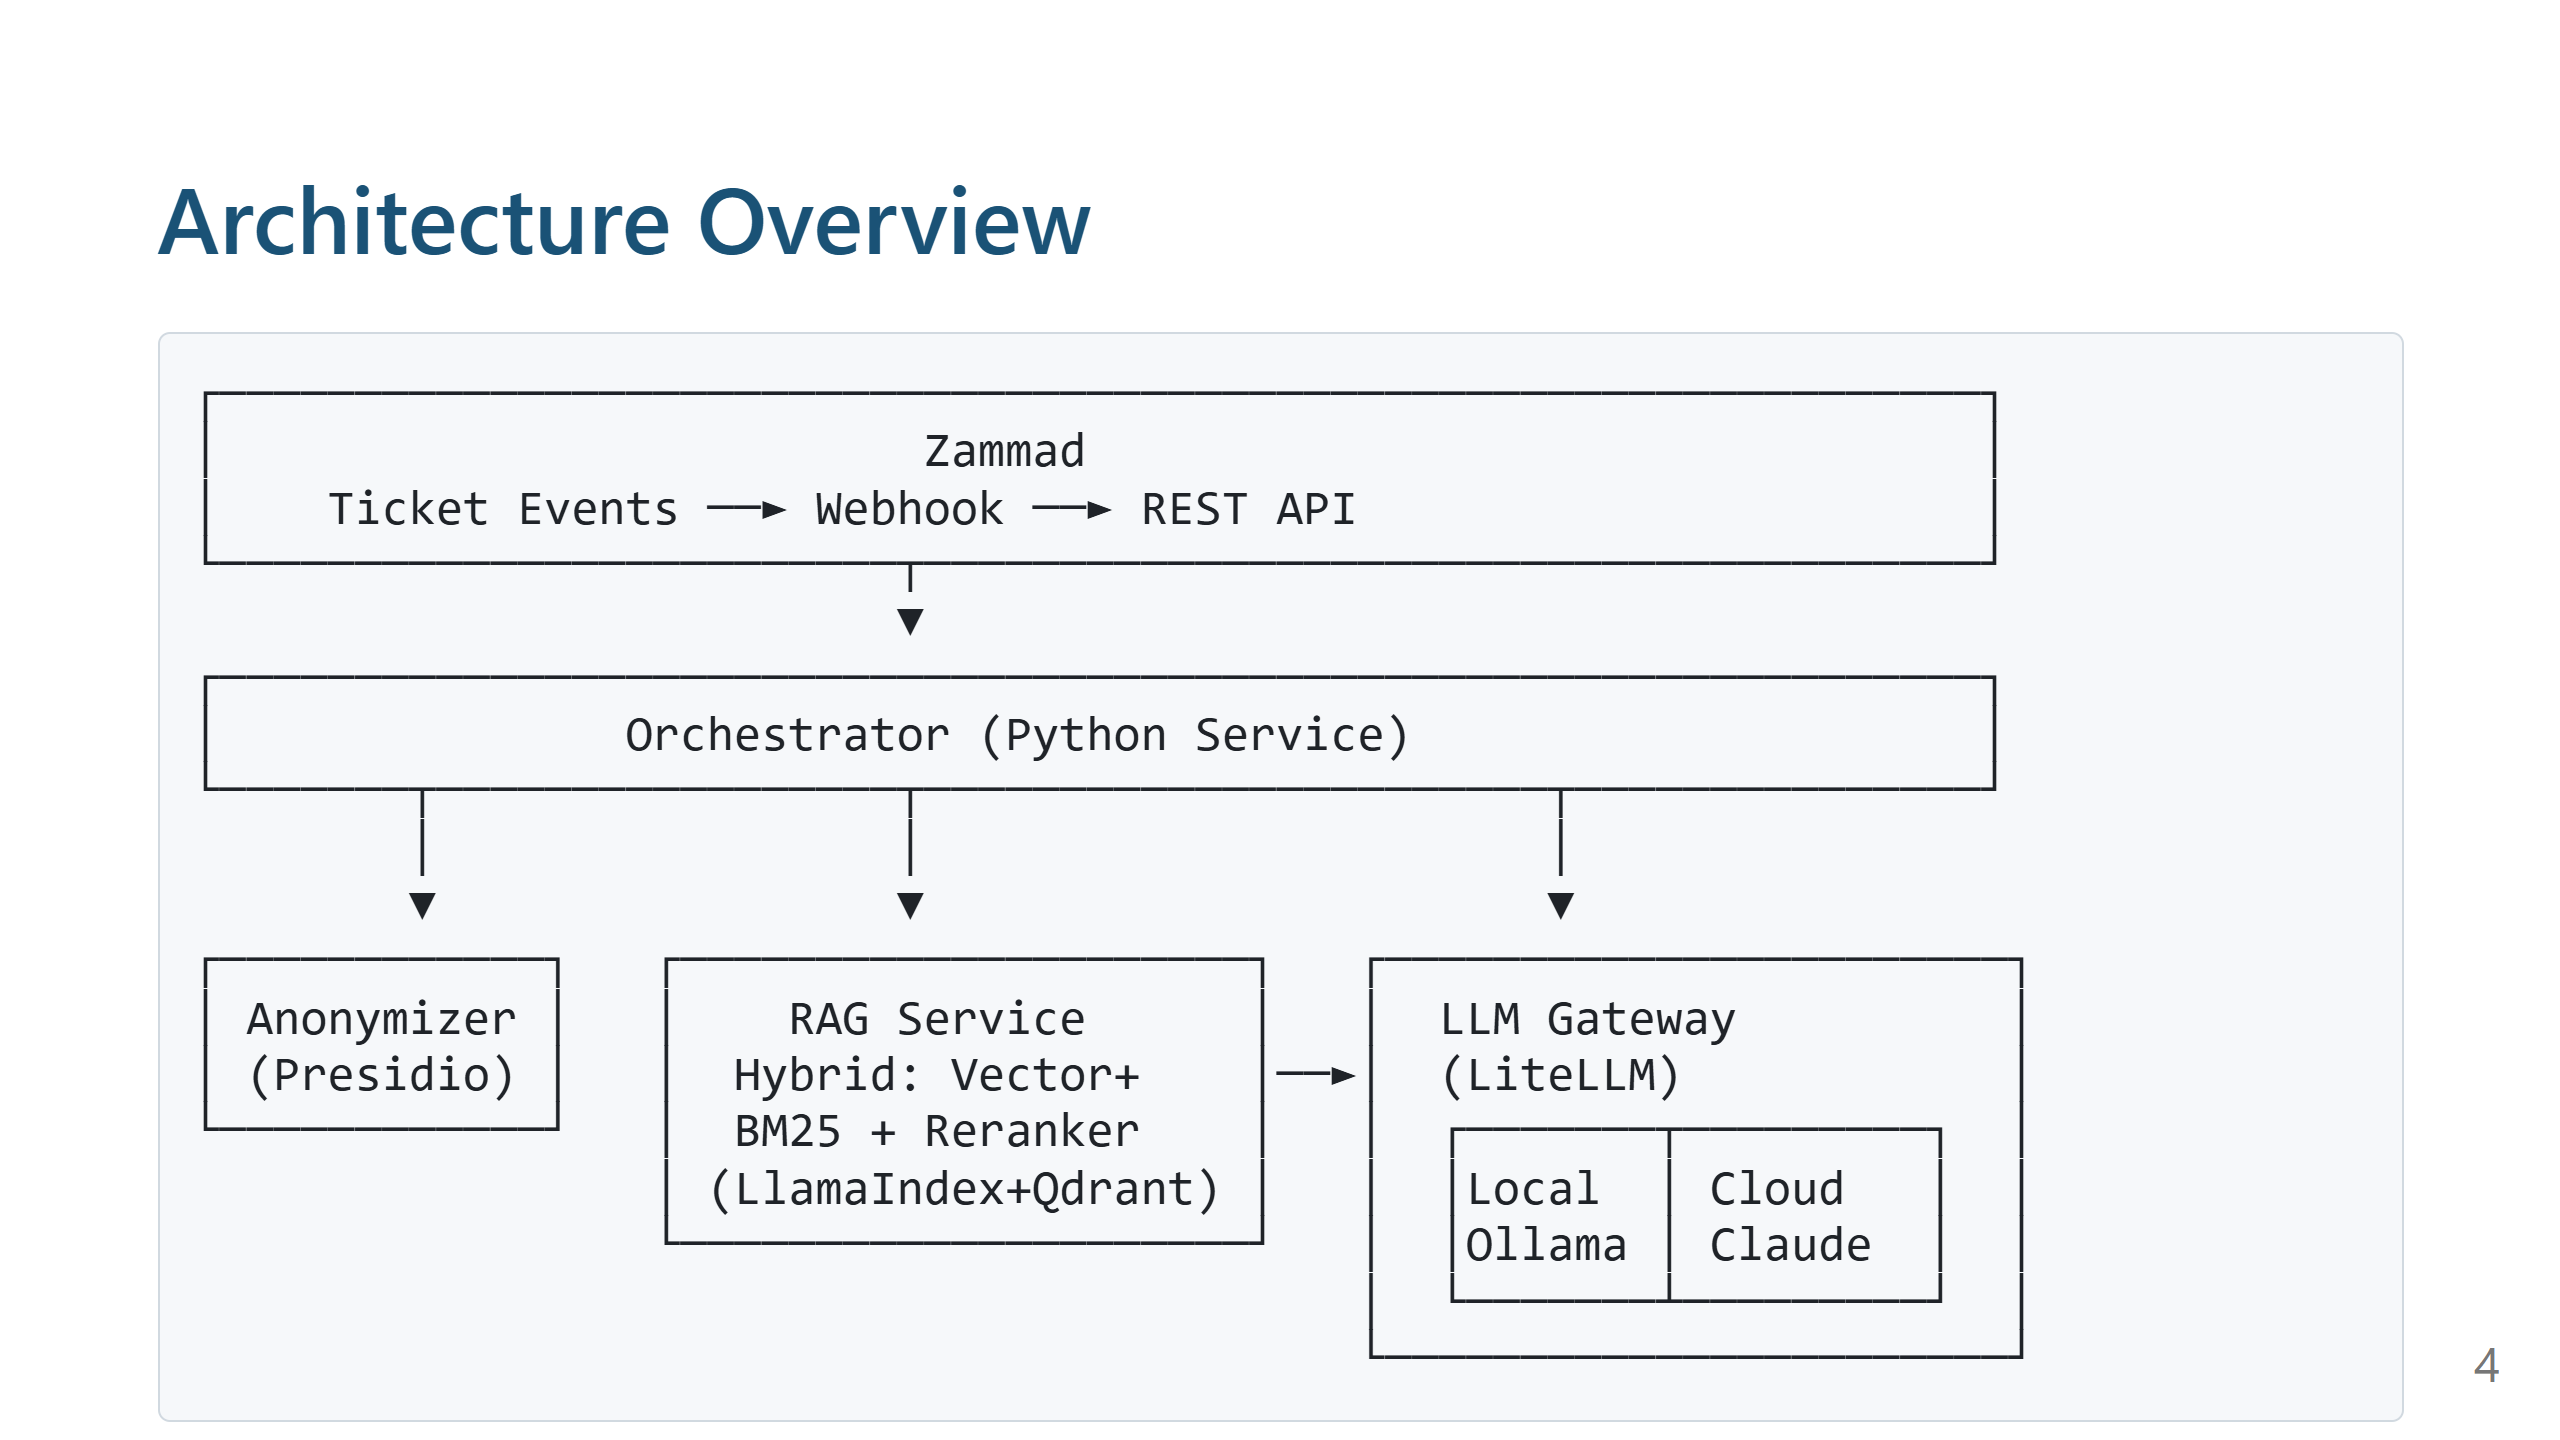 Architecture Overview
Zammad
Ticket Events ──► Webhook ──► REST API
Orchestrator (Python Service)
Anonymizer
(Presidio)
RAG Service
Hybrid: Vector+
BM25 + Reranker
(LlamaIndex+Qdrant)
──►
LLM Gateway
(LiteLLM)
Local
Ollama
Cloud
Claude
4